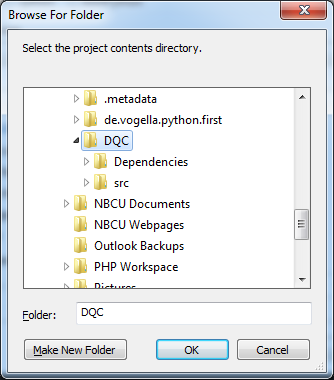 Browse For Folder
Select the project contents directory.
.metadata
de.vogella.python.first
DQC
Dependencies
src
NBCU Documents
NBCU Webpages
Outlook Backups
PHP Workspace
Pictures
Folder: DQC
Make New Folder OK Cancel